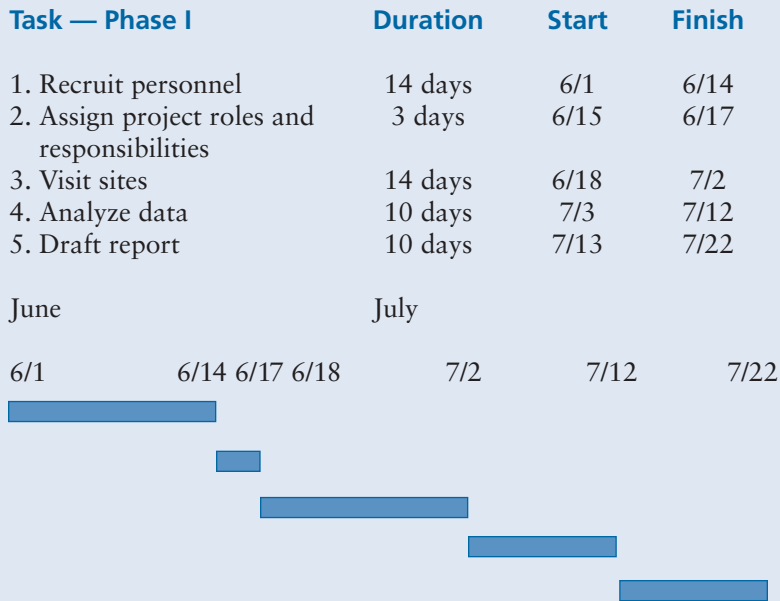 Task — Phase I Duration Start Finish
1. Recruit personnel 14 days 6/1 6/14
2. Assign project roles and 3 days 6/15 6/17
responsibilities
3. Visit sites 14 days 6/18 7/2
4. Analyze data 10 days 7/3 7/12
5. Draft report 10 days 7/13 7/22
June July
6/1 6/14 6/17 6/18 7/2 7/12 7/22